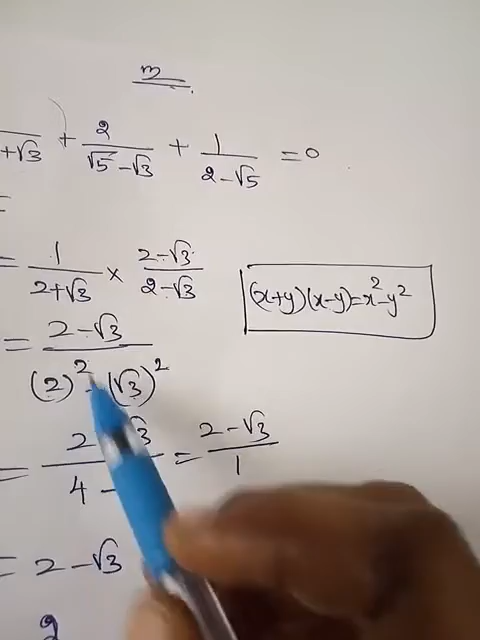 m
+√3 + 2/(√5 - √3) + 1/(2 - √5) = 0
=
= 1/(2+√3) × (2-√3)/(2-√3)
(x+y)(x-y)=x²-y²
= (2-√3)/((2)² - (√3)²)
= 2 √3/4 - = (2-√3)/1
= 2-√3
2